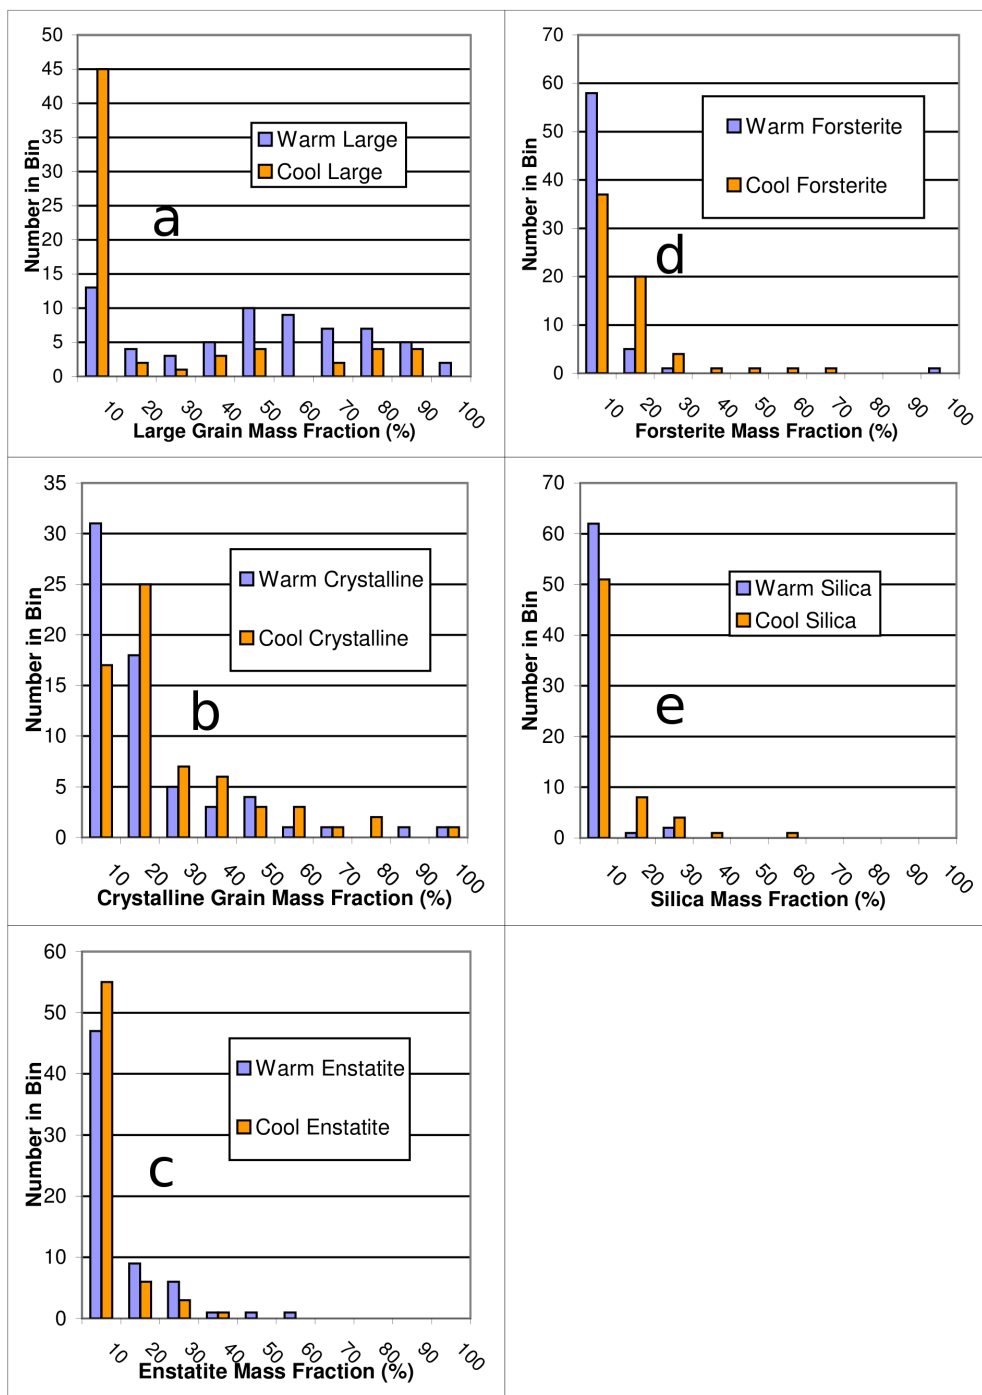 50
45
40
35
30
25
20
15
10
5
0
Number in Bin
Warm Large
Cool Large
a
10 20 30 40 50 60 70 80 90 100
Large Grain Mass Fraction (%)
70
60
50
40
30
20
10
0
Number in Bin
Warm Forsterite
Cool Forsterite
d
10 20 30 40 50 60 70 80 90 100
Forsterite Mass Fraction (%)
35
30
25
20
15
10
5
0
Number in Bin
Warm Crystalline
Cool Crystalline
b
10 20 30 40 50 60 70 80 90 100
Crystalline Grain Mass Fraction (%)
70
60
50
40
30
20
10
0
Number in Bin
Warm Silica
Cool Silica
e
10 20 30 40 50 60 70 80 90 100
Silica Mass Fraction (%)
60
50
40
30
20
10
0
Number in Bin
Warm Enstatite
Cool Enstatite
c
10 20 30 40 50 60 70 80 90 100
Enstatite Mass Fraction (%)